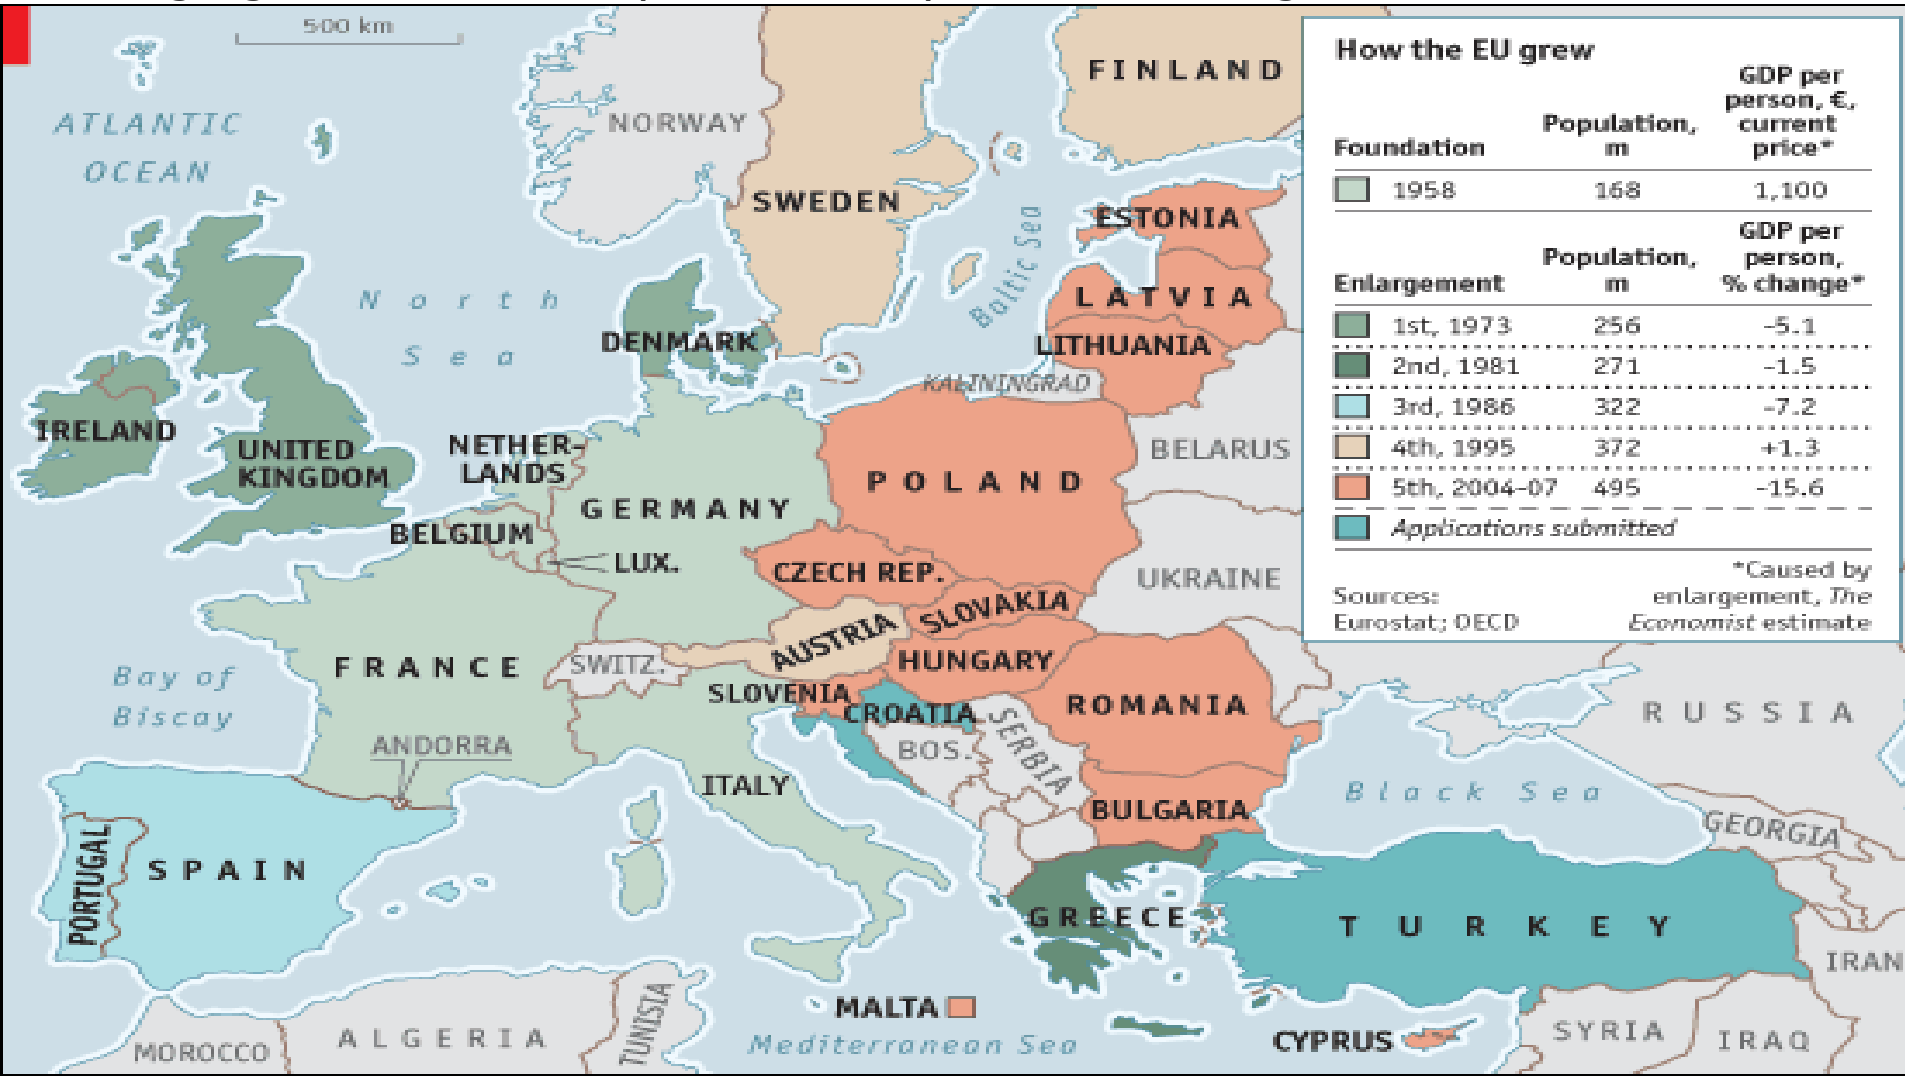 500 km
ATLANTIC
OCEAN
NORWAY
FINLAND
SWEDEN
ESTONIA
Baltic Sea
LATVIA
LITHUANIA
KALININGRAD
North
Sea
DENMARK
IRELAND
UNITED
KINGDOM
NETHER-
LANDS
BELGIUM
LUX.
GERMANY
POLAND
BELARUS
CZECH REP.
SLOVAKIA
UKRAINE
AUSTRIA
HUNGARY
FRANCE
SWITZ.
SLOVENIA
CROATIA
BOS.
SERBIA
ROMANIA
RUSSIA
Bay of
Biscay
ANDORRA
ITALY
BULGARIA
Black Sea
GEORGIA
PORTUGAL
SPAIN
GREECE
TURKEY
IRAN
MALTA
Mediterranean Sea
CYPRUS
SYRIA
IRAQ
MOROCCO
ALGERIA
TUNISIA
How the EU grew
Foundation Population, m GDP per person, €, current price*
1958 168 1,100
Enlargement Population, m GDP per person, % change*
1st, 1973 256 -5.1
2nd, 1981 271 -1.5
3rd, 1986 322 -7.2
4th, 1995 372 +1.3
5th, 2004-07 495 -15.6
Applications submitted
Sources:
Eurostat; OECD
*Caused by
enlargement, The
Economist estimate